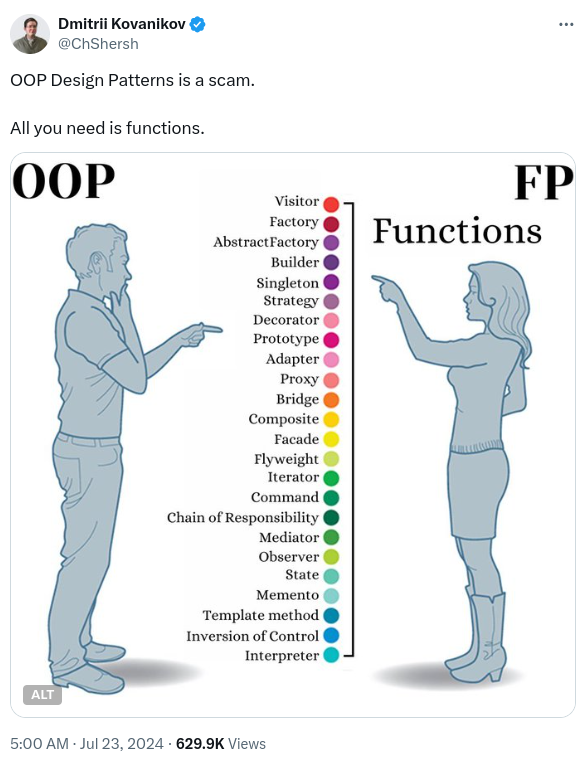 Dmitrii Kovanikov
@ChShersh
OOP Design Patterns is a scam.
All you need is functions.
OOP
FP
Functions
Visitor
Factory
AbstractFactory
Builder
Singleton
Strategy
Decorator
Prototype
Adapter
Proxy
Bridge
Composite
Facade
Flyweight
Iterator
Command
Chain of Responsibility
Mediator
Observer
State
Memento
Template method
Inversion of Control
Interpreter
ALT
5:00 AM · Jul 23, 2024 · 629.9K Views